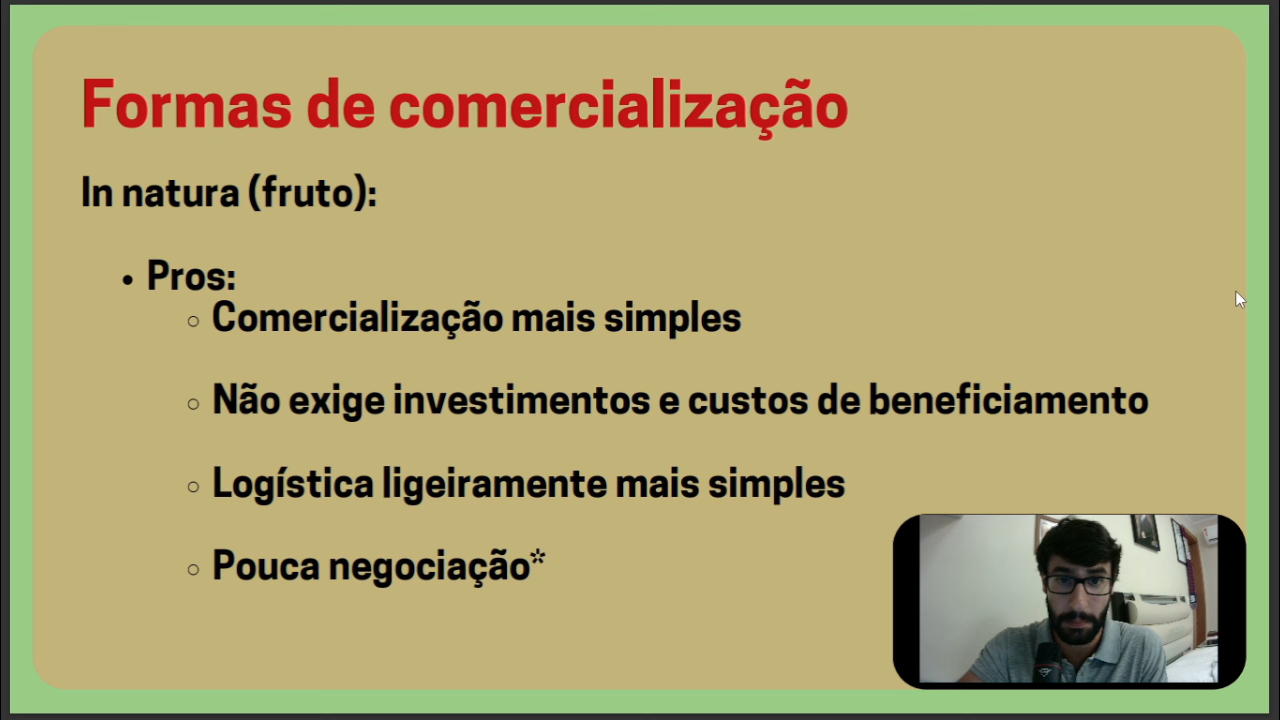 Formas de comercialização
In natura (fruto):
Pros:
Comercialização mais simples
Não exige investimentos e custos de beneficiamento
Logística ligeiramente mais simples
Pouca negociação*